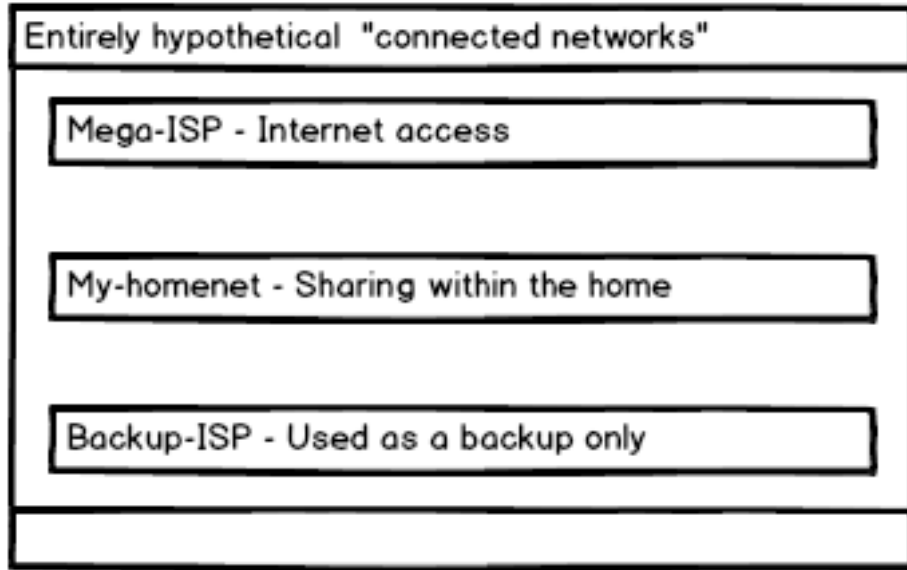 Entirely hypothetical "connected networks"
Mega-ISP - Internet access
My-homenet - Sharing within the home
Backup-ISP - Used as a backup only